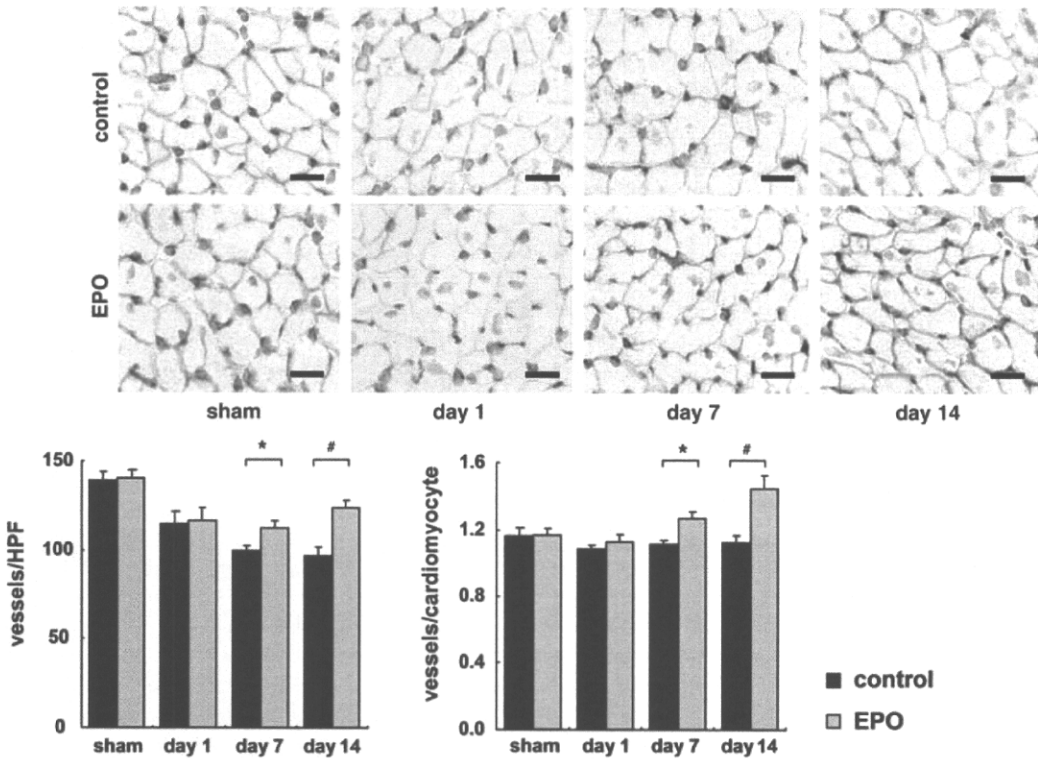 control
EPO
sham day 1 day 7 day 14
vessels/HPF
150
100
50
0
* #
sham day 1 day 7 day 14
vessels/cardiomyocyte
1.6
1.2
0.8
0.4
0.0
* #
sham day 1 day 7 day 14
control
EPO